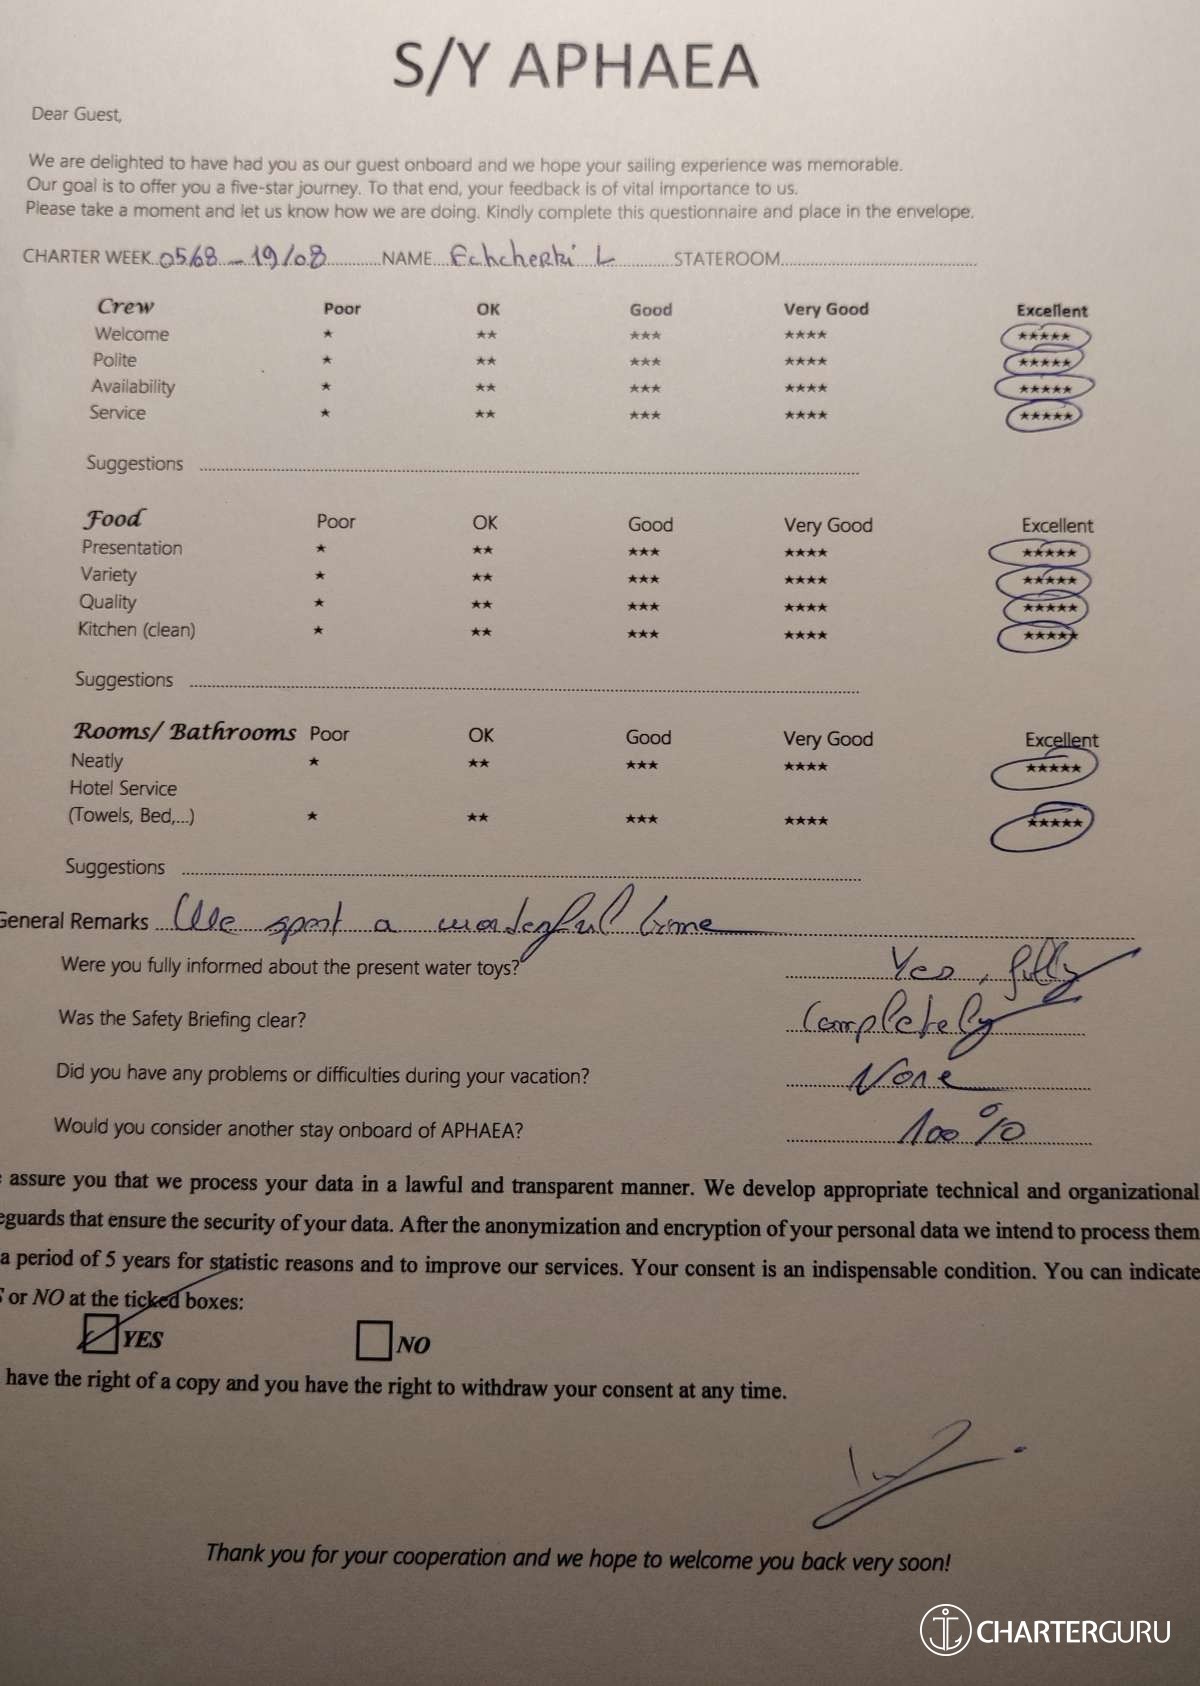 S/Y APHAEA
Dear Guest,
We are delighted to have had you as our guest onboard and we hope your sailing experience was memorable.
Our goal is to offer you a five-star journey. To that end, your feedback is of vital importance to us.
Please take a moment and let us know how we are doing. Kindly complete this questionnaire and place in the envelope.
CHARTER WEEK 05/08 - 19/08 NAME Echcherki L STATEROOM
Crew Poor OK Good Very Good Excellent
Welcome ★ ★★ ★★★ ★★★★ ★★★★★
Polite ★ ★★ ★★★ ★★★★ ★★★★★
Availability ★ ★★ ★★★ ★★★★ ★★★★★
Service ★ ★★ ★★★ ★★★★ ★★★★★
Suggestions
Food Poor OK Good Very Good Excellent
Presentation ★ ★★ ★★★ ★★★★ ★★★★★
Variety ★ ★★ ★★★ ★★★★ ★★★★★
Quality ★ ★★ ★★★ ★★★★ ★★★★★
Kitchen (clean) ★ ★★ ★★★ ★★★★ ★★★★★
Suggestions
Rooms/ Bathrooms Poor OK Good Very Good Excellent
Neatly ★ ★★ ★★★ ★★★★ ★★★★★
Hotel Service
(Towels, Bed,...) ★ ★★ ★★★ ★★★★ ★★★★★
Suggestions
General Remarks We spent a wonderful time
Were you fully informed about the present water toys? Yes, fully
Was the Safety Briefing clear? Completely
Did you have any problems or difficulties during your vacation? None
Would you consider another stay onboard of APHAEA? 100%
assure you that we process your data in a lawful and transparent manner. We develop appropriate technical and organizational
eguards that ensure the security of your data. After the anonymization and encryption of your personal data we intend to process them
a period of 5 years for statistic reasons and to improve our services. Your consent is an indispensable condition. You can indicate
or NO at the ticked boxes:
YES NO
have the right of a copy and you have the right to withdraw your consent at any time.
Thank you for your cooperation and we hope to welcome you back very soon!
CHARTERGURU